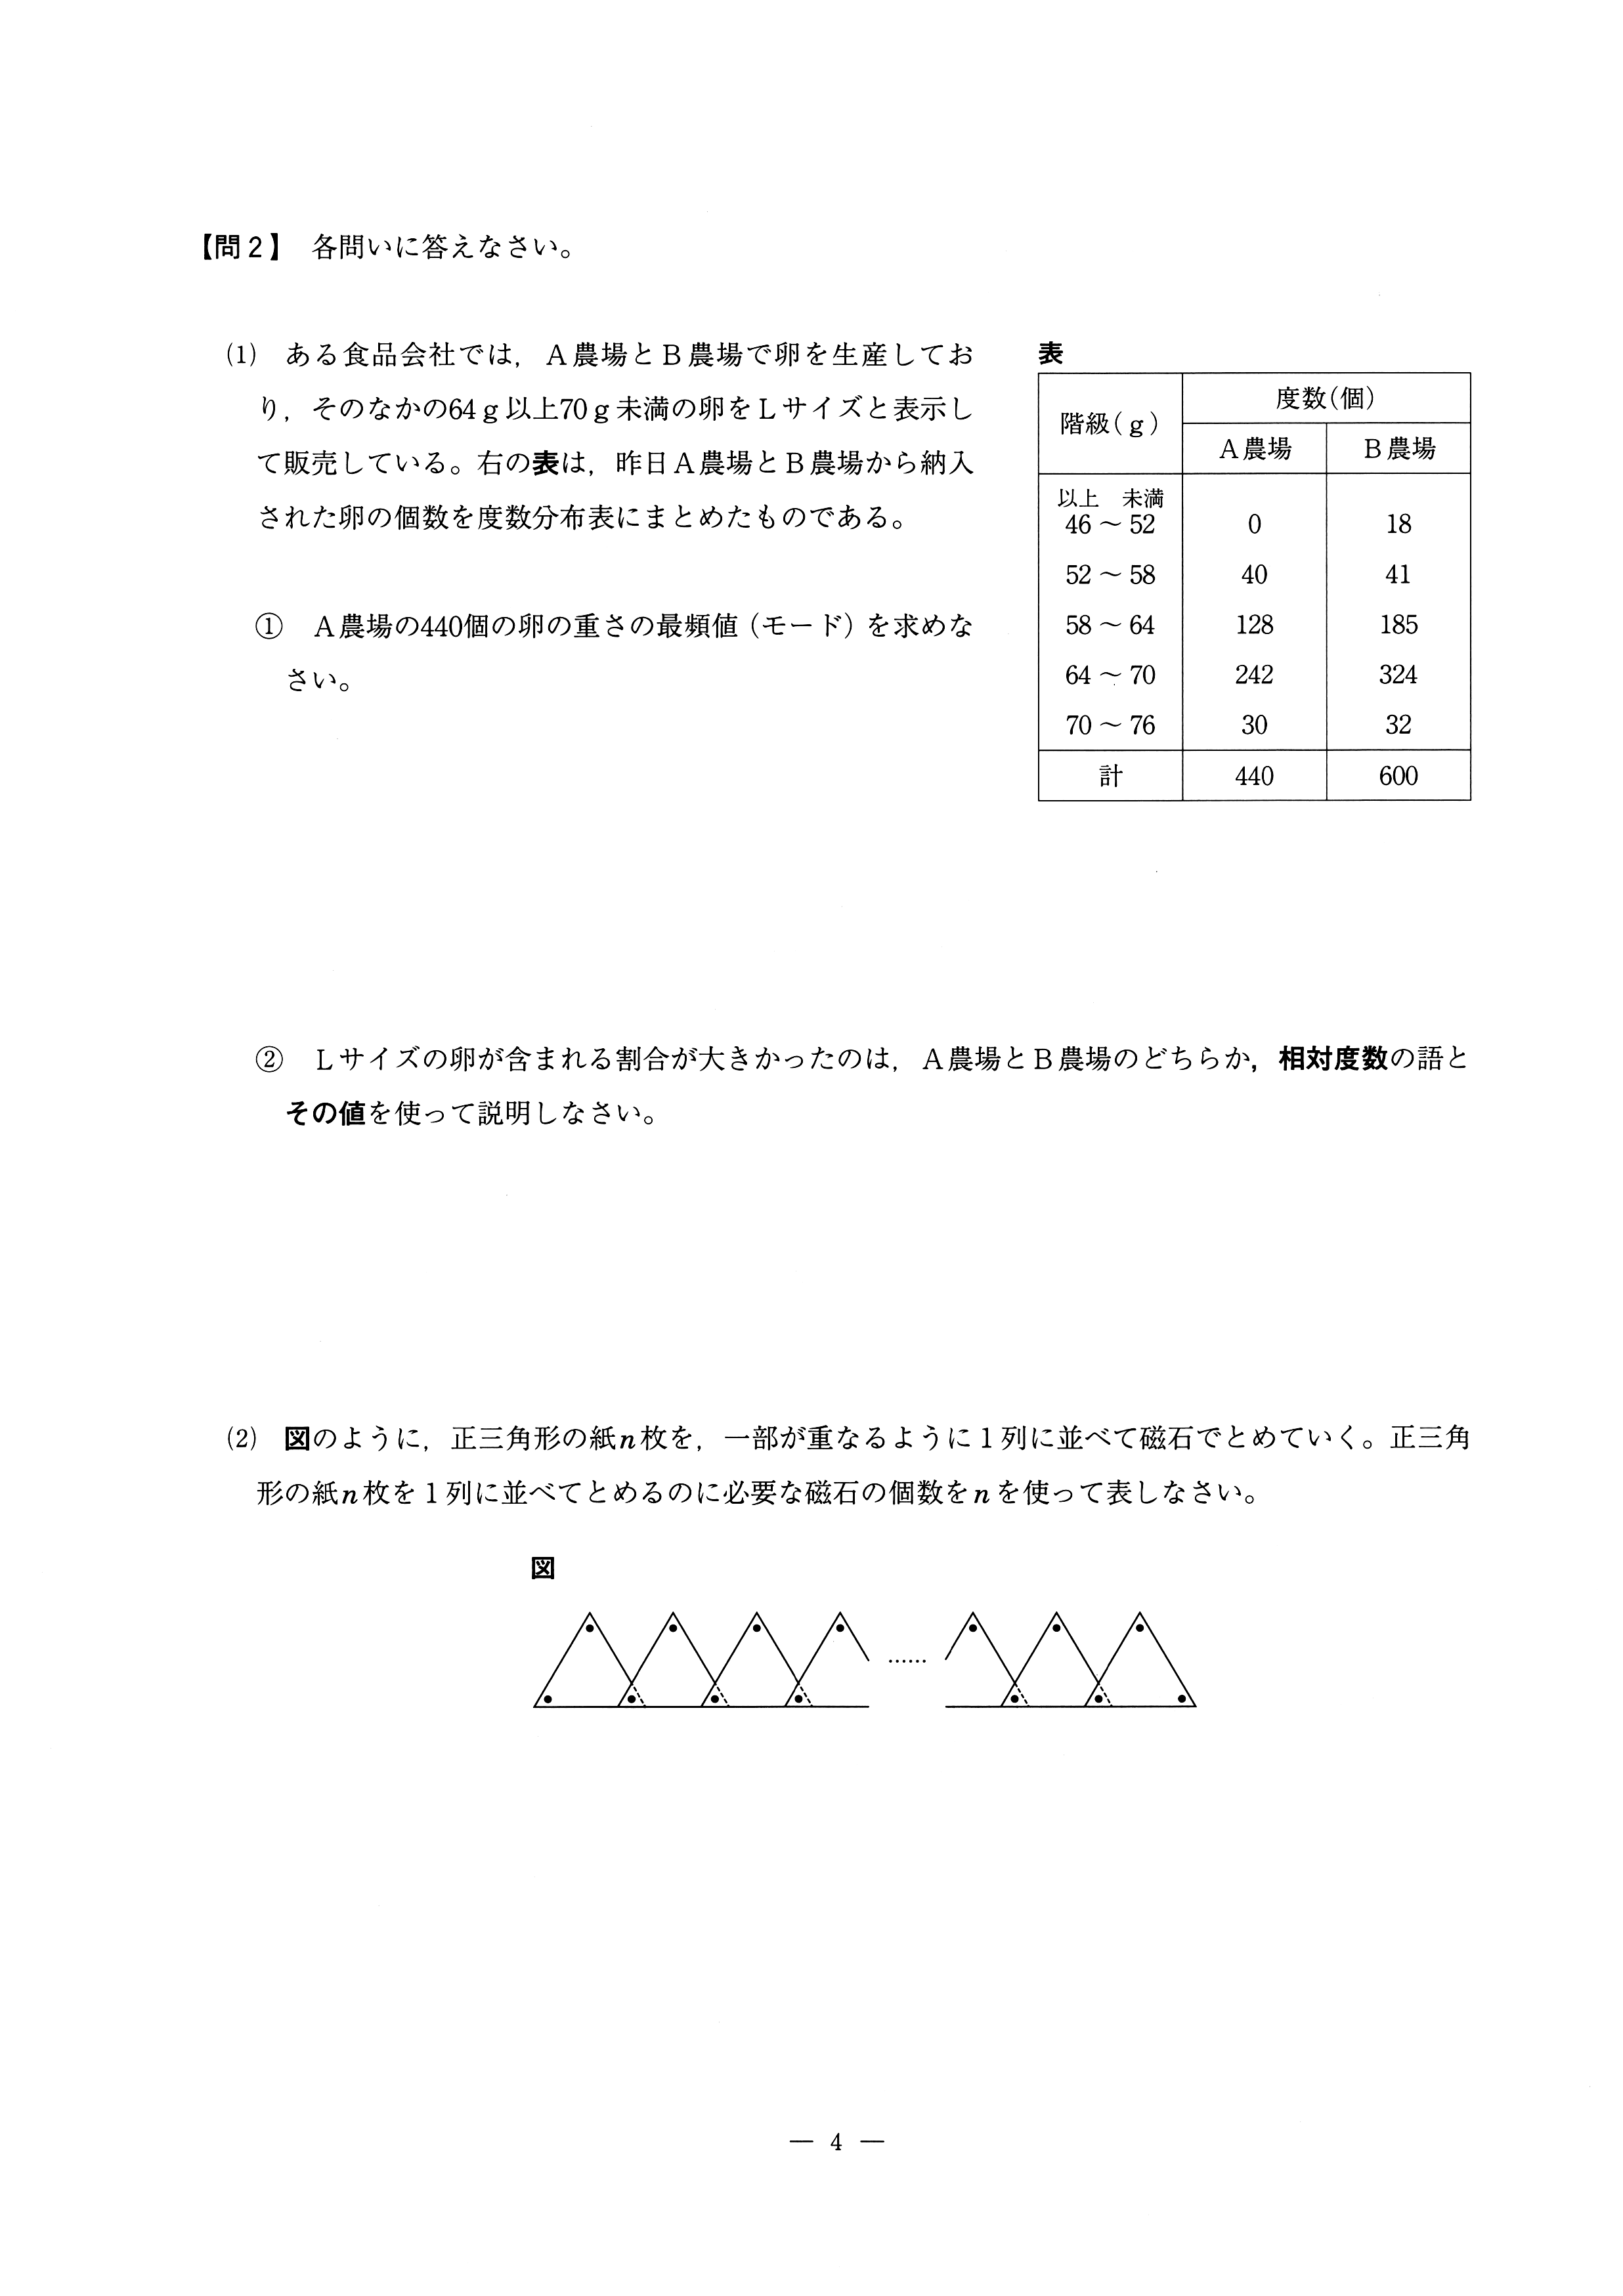 【問2】 各問いに答えなさい。
(1) ある食品会社では，A農場とB農場で卵を生産してお
り，そのなかの64g以上70g未満の卵をLサイズと表示し
て販売している。右の表は，昨日A農場とB農場から納入
された卵の個数を度数分布表にまとめたものである。
① A農場の440個の卵の重さの最頻値（モード）を求めな
さい。
表
階級(g) 度数(個)
A農場 B農場
以上 未満
46 〜 52 0 18
52 〜 58 40 41
58 〜 64 128 185
64 〜 70 242 324
70 〜 76 30 32
計 440 600
② Lサイズの卵が含まれる割合が大きかったのは，A農場とB農場のどちらか，相対度数の語と
その値を使って説明しなさい。
(2) 図のように，正三角形の紙n枚を，一部が重なるように1列に並べて磁石でとめていく。正三角
形の紙n枚を1列に並べてとめるのに必要な磁石の個数をnを使って表しなさい。
図
……
— 4 —